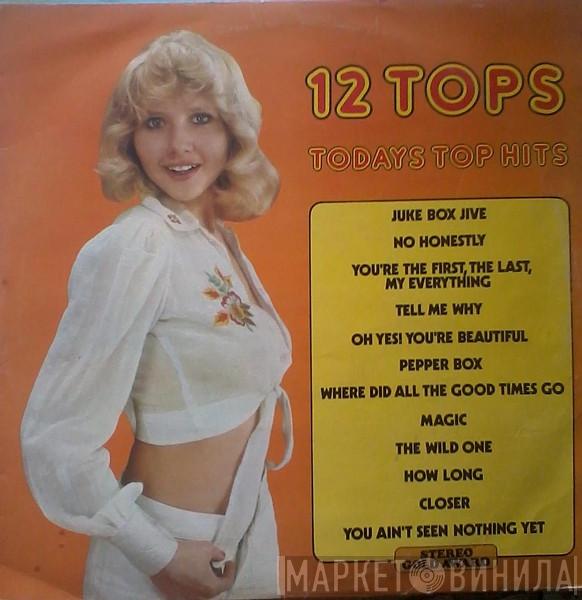 12 TOPS
TODAYS TOP HITS
JUKE BOX JIVE
NO HONESTLY
YOU'RE THE FIRST, THE LAST,
MY EVERYTHING
TELL ME WHY
OH YES! YOU'RE BEAUTIFUL
PEPPER BOX
WHERE DID ALL THE GOOD TIMES GO
MAGIC
THE WILD ONE
HOW LONG
CLOSER
YOU AIN'T SEEN NOTHING YET
STEREO
GOLD AWARD
МАРКЕТ ВИНИЛА